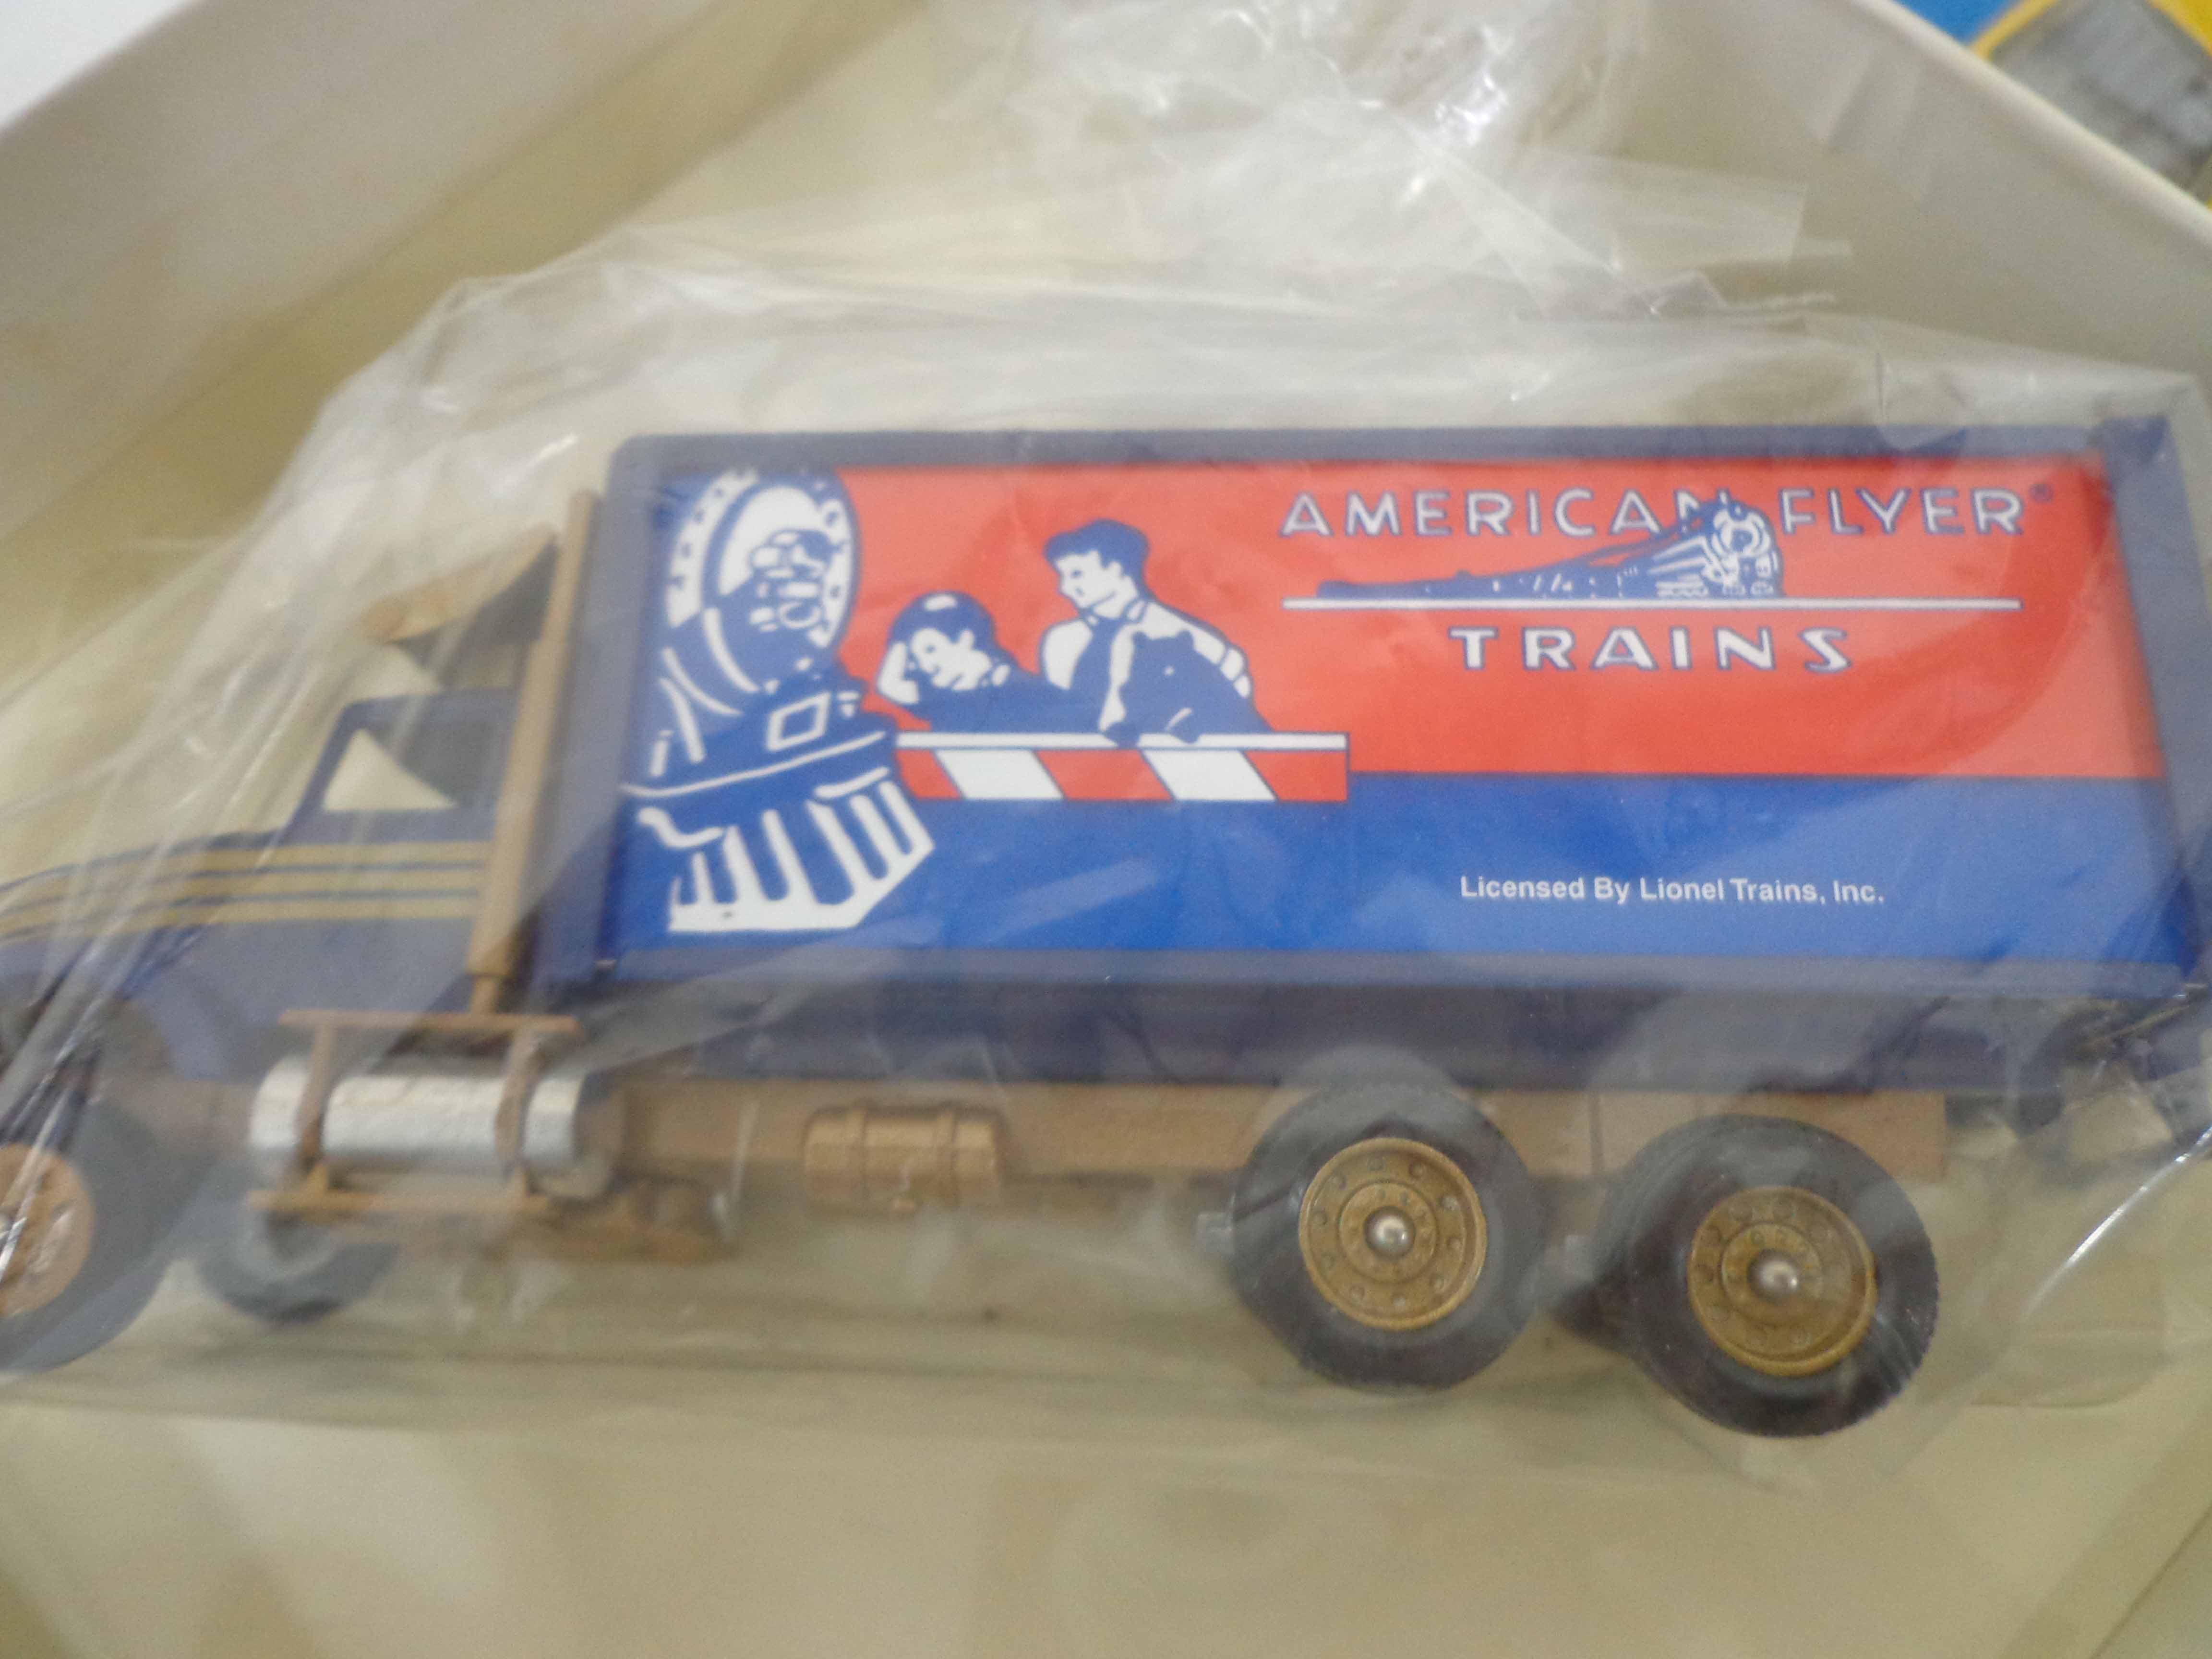 AMERICAN FLYER®
TRAINS
Licensed By Lionel Trains, Inc.